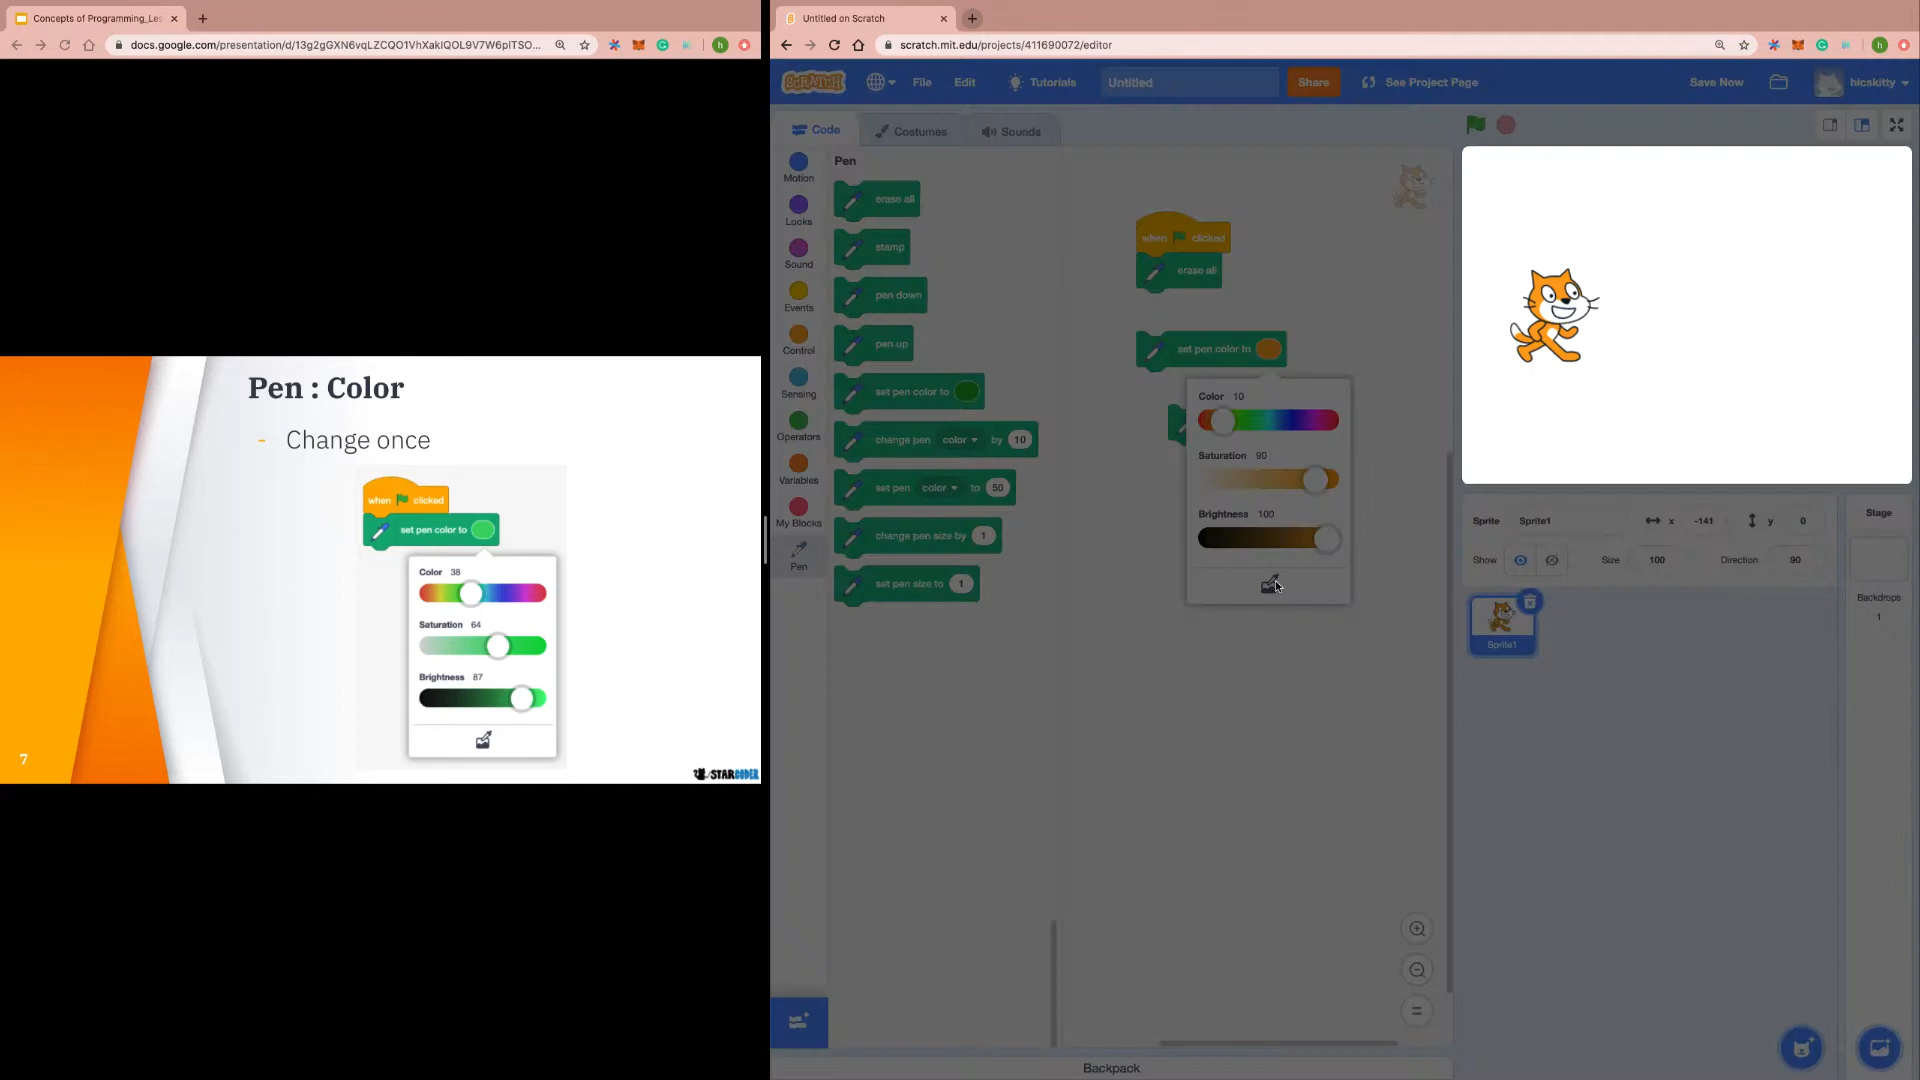 Concepts of Programming_Les
docs.google.com/presentation/d/13g2gGXN6vqLZCQO1VhXaklQOL9V7W6plTSO...
h
Pen : Color
- Change once
when clicked
set pen color to
Color 38
Saturation 64
Brightness 87
7
STARCODER
Untitled on Scratch
scratch.mit.edu/projects/411690072/editor
h
SCRATCH
File
Edit
Tutorials
Untitled
Share
See Project Page
Save Now
hicskitty
Code
Costumes
Sounds
Motion
Looks
Sound
Events
Control
Sensing
Operators
Variables
My Blocks
Pen
Pen
erase all
stamp
pen down
pen up
set pen color to
change pen color by 10
set pen color to 50
change pen size by 1
set pen size to 1
when clicked
erase all
set pen color to
Color 10
Saturation 90
Brightness 100
Backpack
Sprite Sprite1 x -141 y 0
Show Size 100 Direction 90
Sprite1
Stage
Backdrops
1